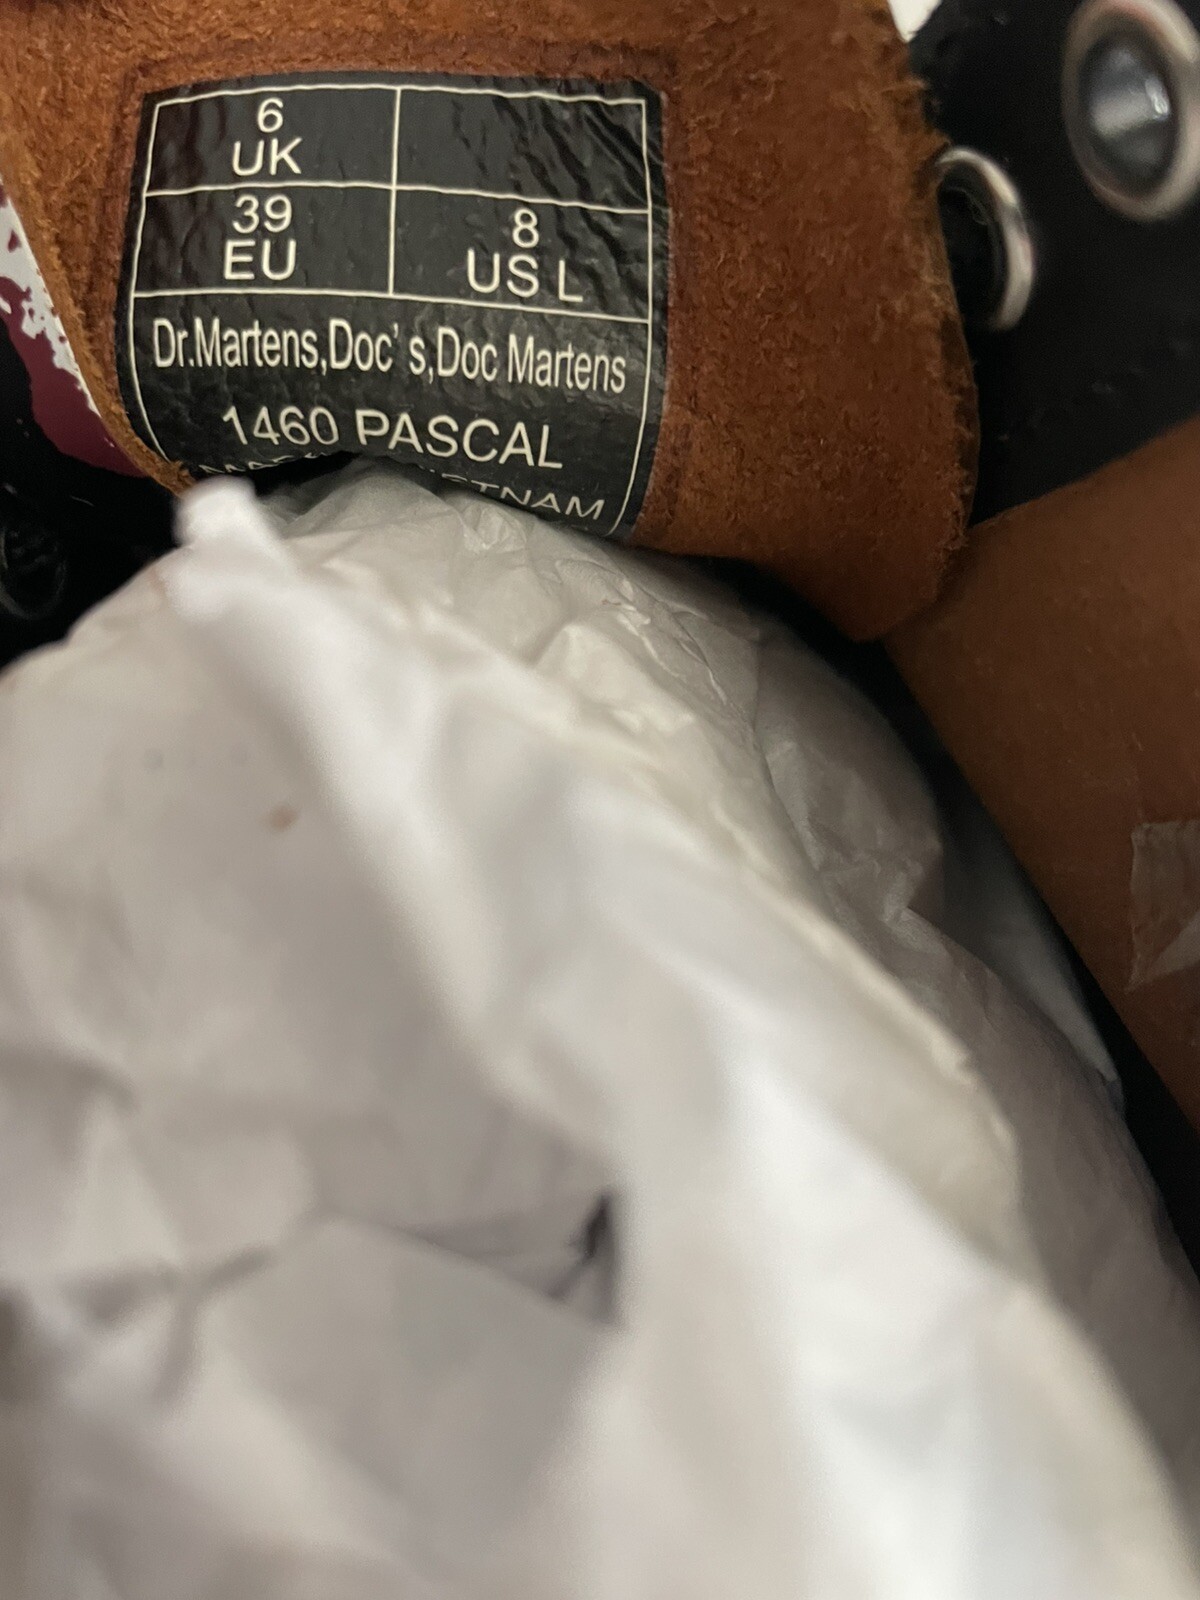 6
UK
39
EU
8
US L
Dr.Martens,Doc's,Doc Martens
1460 PASCAL